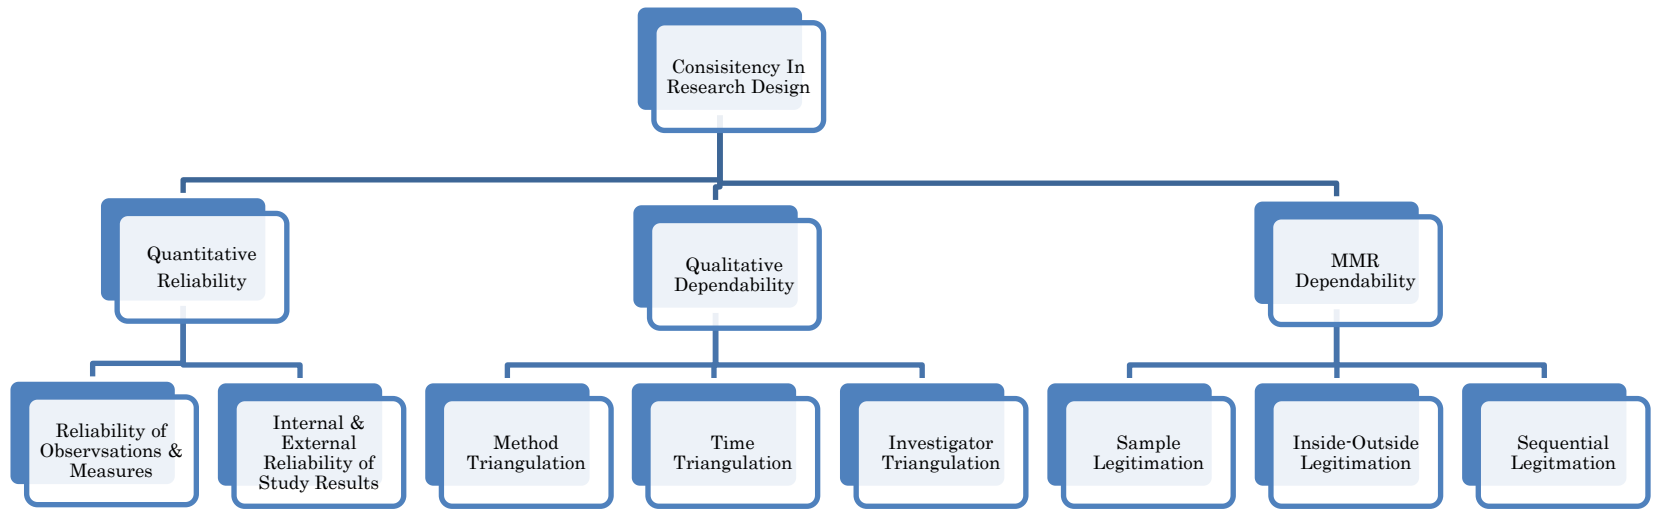 Consisitency In
Research Design
Quantitative
Reliability
Qualitative
Dependability
MMR
Dependability
Reliability of
Observsations &
Measures
Internal &
External
Reliability of
Study Results
Method
Triangulation
Time
Triangulation
Investigator
Triangulation
Sample
Legitimation
Inside-Outside
Legitimation
Sequential
Legitmation